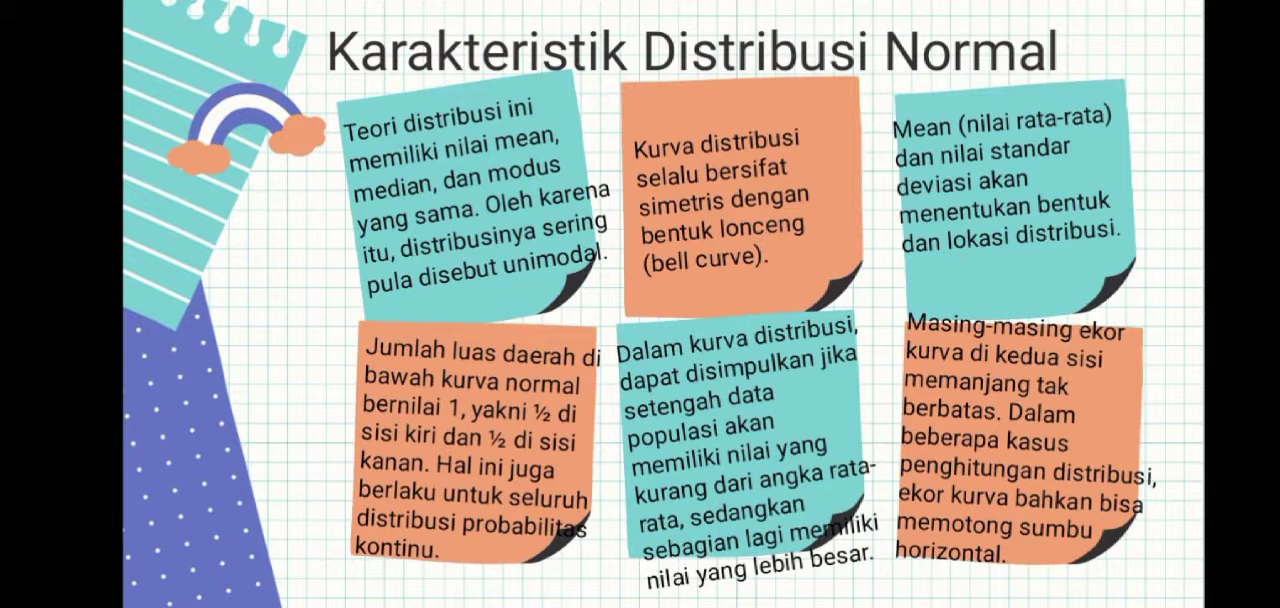 Karakteristik Distribusi Normal
Teori distribusi ini
memiliki nilai mean,
median, dan modus
yang sama. Oleh karena
itu, distribusinya sering
pula disebut unimodal.
Kurva distribusi
selalu bersifat
simetris dengan
bentuk lonceng
(bell curve).
Mean (nilai rata-rata)
dan nilai standar
deviasi akan
menentukan bentuk
dan lokasi distribusi.
Jumlah luas daerah di
bawah kurva normal
bernilai 1, yakni ½ di
sisi kiri dan ½ di sisi
kanan. Hal ini juga
berlaku untuk seluruh
distribusi probabilitas
kontinu.
Dalam kurva distribusi,
dapat disimpulkan jika
setengah data
populasi akan
memiliki nilai yang
kurang dari angka rata-
rata, sedangkan
sebagian lagi memiliki
nilai yang lebih besar.
Masing-masing ekor
kurva di kedua sisi
memanjang tak
berbatas. Dalam
beberapa kasus
penghitungan distribusi,
ekor kurva bahkan bisa
memotong sumbu
horizontal.